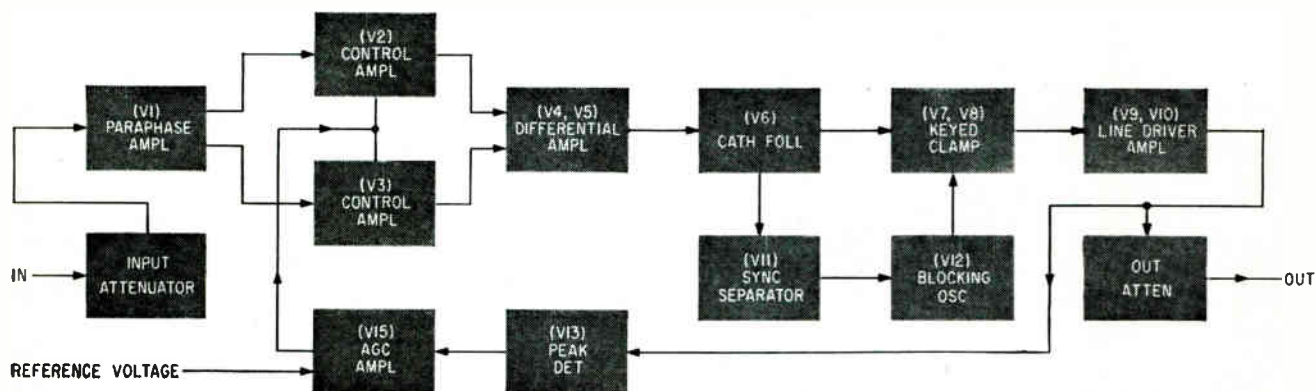 (V2)
CONTROL
AMPL
(V1)
PARAPHASE
AMPL
(V4, V5)
DIFFERENTIAL
AMPL
(V6)
CATH FOLL
(V7, V8)
KEYED
CLAMP
(V9, V10)
LINE DRIVER
AMPL
(V3)
CONTROL
AMPL
IN
INPUT
ATTENUATOR
(V11)
SYNC
SEPARATOR
(V12)
BLOCKING
OSC
OUT
ATTEN
OUT
(V15)
AGC
AMPL
(V13)
PEAK
DET
REFERENCE VOLTAGE